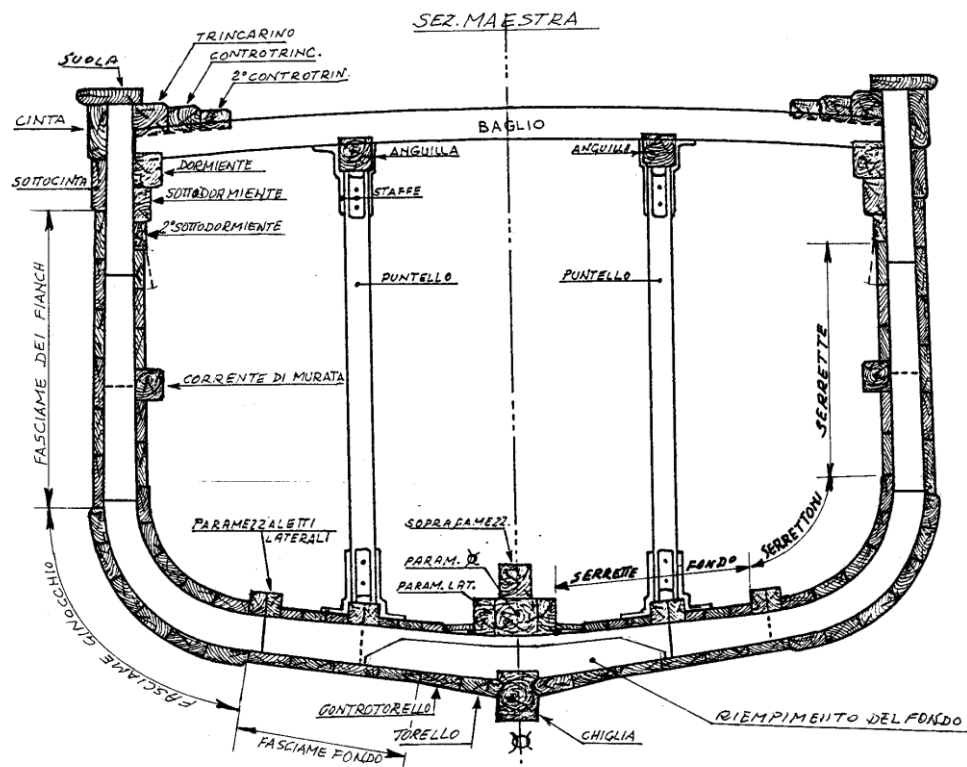 SEZ. MAESTRA
TRINCARINO
CONTROTRINC.
SUOLA
2° CONTROTRIN.
CINTA
BAGLIO
ANGUILLA
ANGUILLA
DORMIENTE
SOTTOCINTA
SOTTODORMIENTE
STAFFE
2° SOTTODORMIENTE
PUNTELLO
PUNTELLO
FASCIAME DEI FIANCH
SERRETTE
CORRENTE DI MURATA
PARAMEZZALETTI
LATERALI
SOPRAPAMEZZ.
SERRETTONI
PARAM.
SERRETTE FONDO
PARAM. LAT.
FASCIAME GINOCCHIO
CONTROTORELLO
TORELLO
RIEMPIMENTO DEL FONDO
FASCIAME FONDO
CHIGLIA